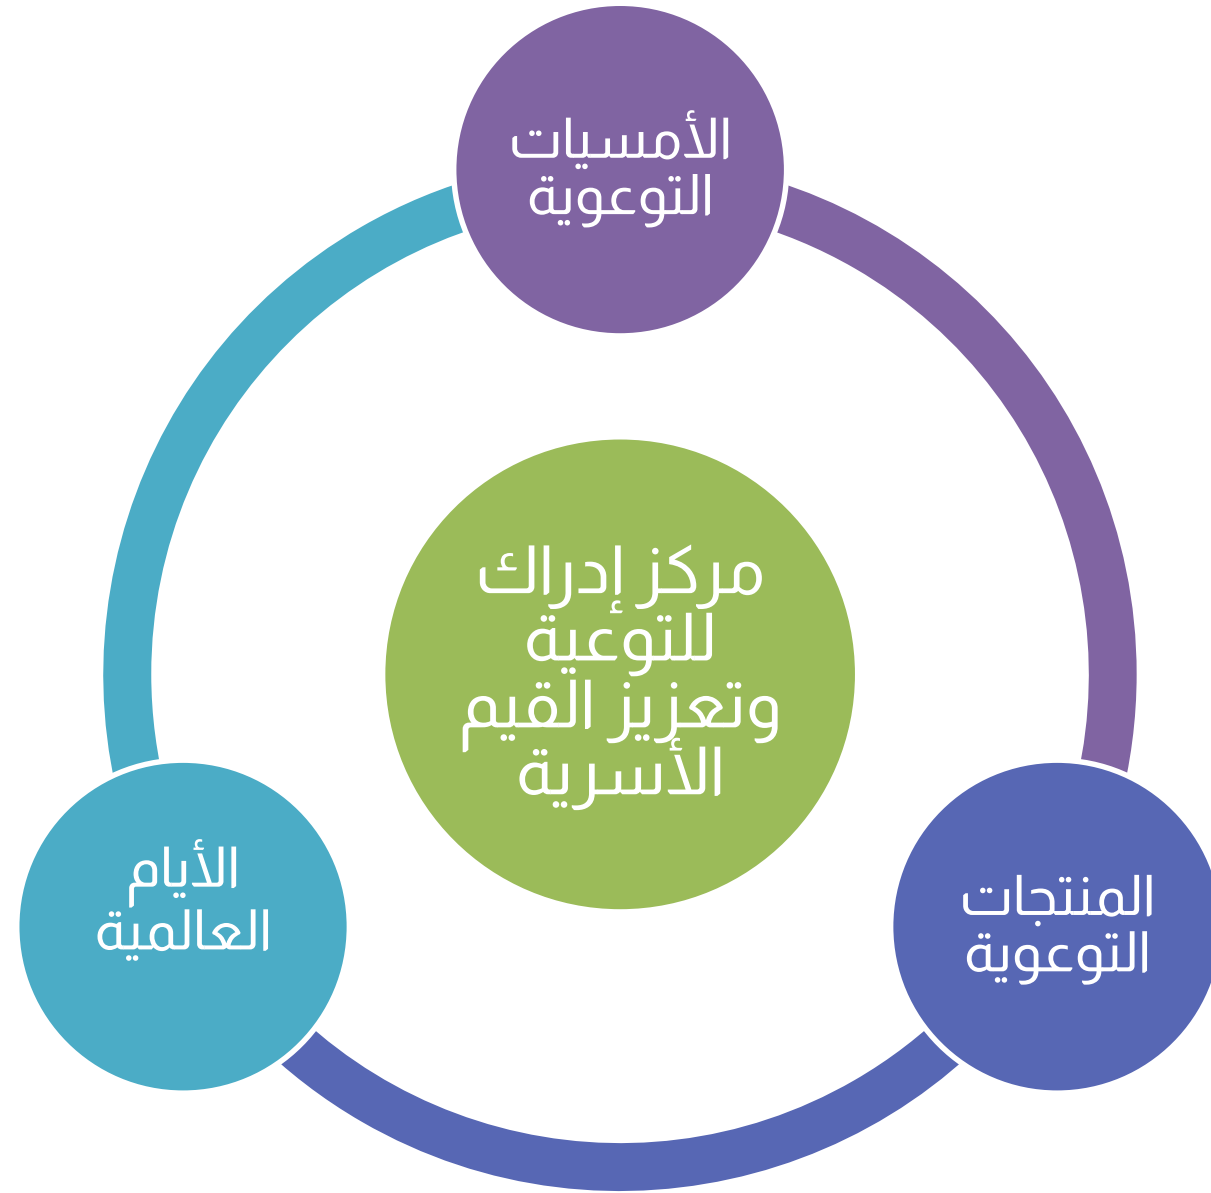 الأمسيات
التوعوية
مركز إدراك
للتوعية
وتعزيز القيم
الأسرية
المنتجات
التوعوية
الأيام
العالمية